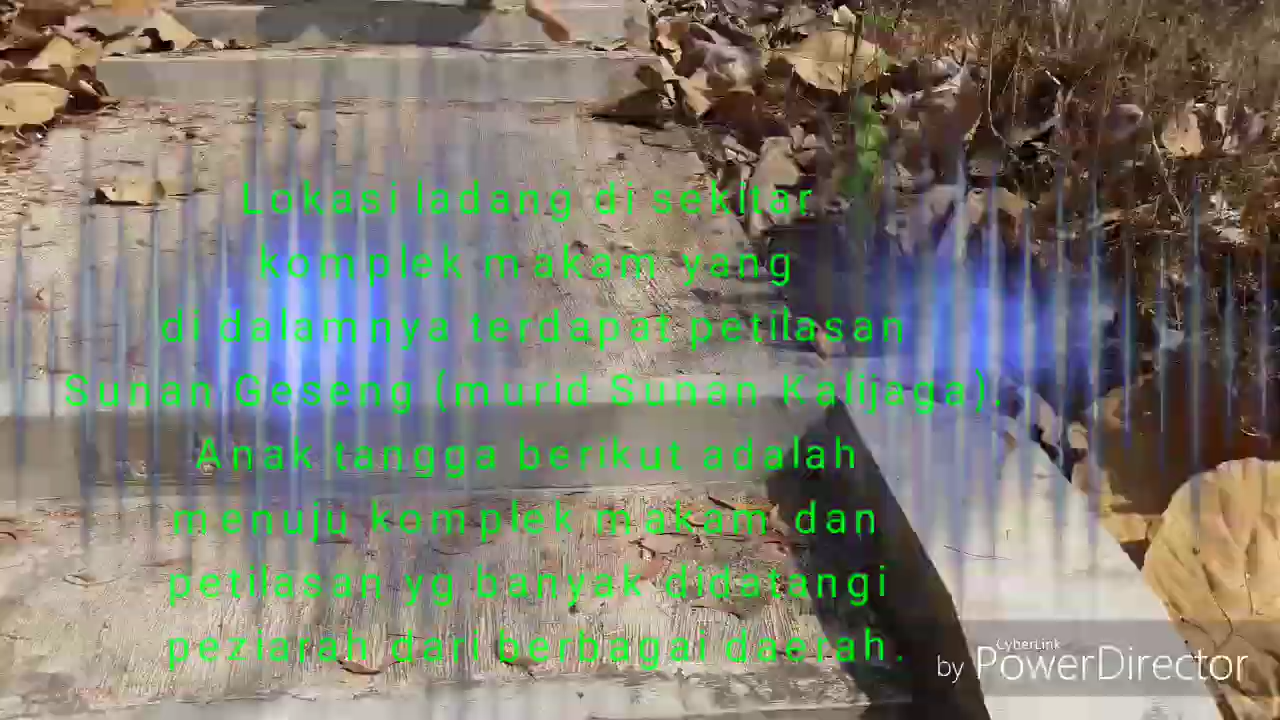 Lokasi ladang di sekitar
komplek makam yang
di dalamnya terdapat petilasan
Sunan Geseng (murid Sunan Kalijaga).
Anak tangga berikut adalah
menuju komplek makam dan
petilasan yg banyak didatangi
peziarah dari berbagai daerah.
by CyberLink PowerDirector